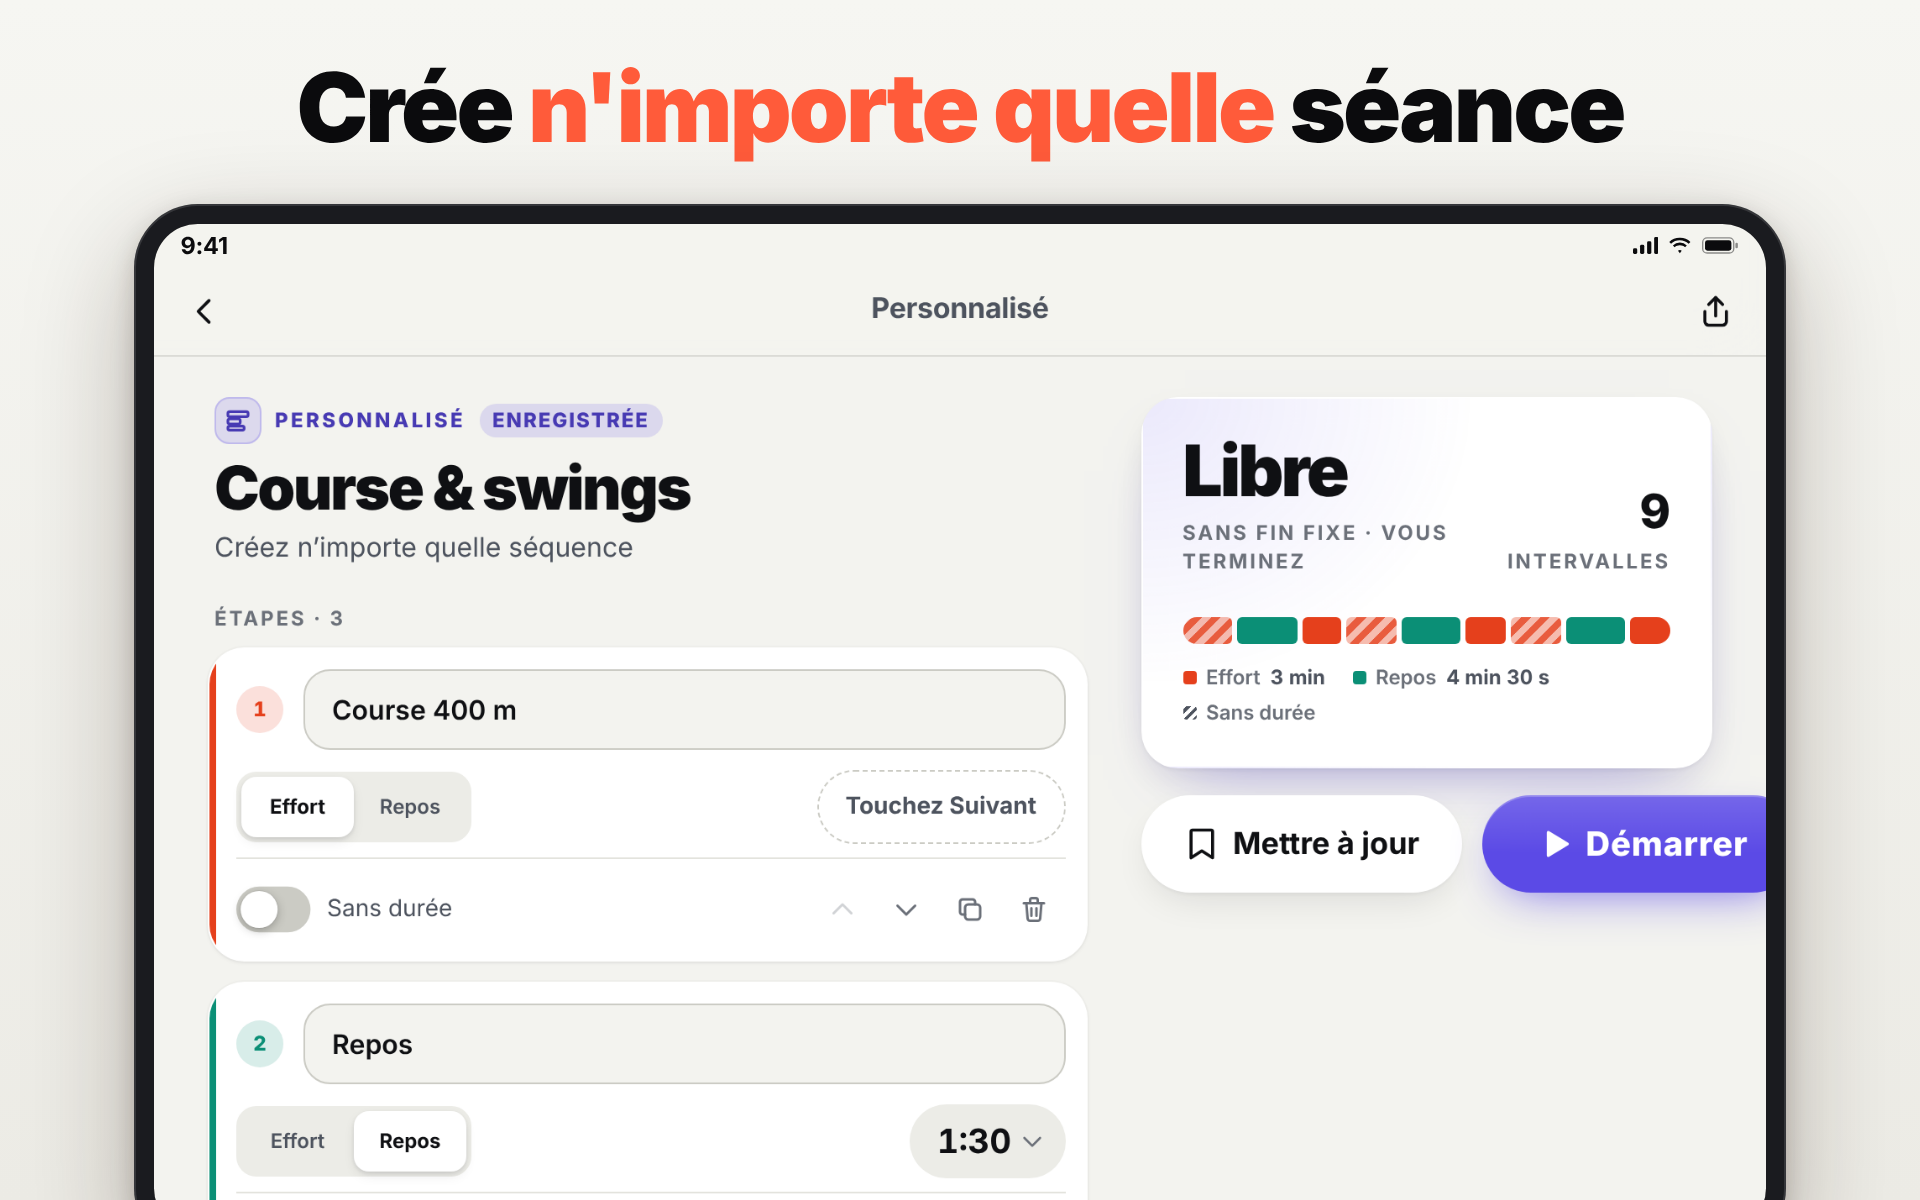 Crée n'importe quelle séance
9:41
Personnalisé
PERSONNALISÉ ENREGISTRÉE
Course & swings
Créez n’importe quelle séquence
ÉTAPES · 3
1 Course 400 m
Effort Repos Touchez Suivant
Sans durée
2 Repos
Effort Repos 1:30
Libre
SANS FIN FIXE · VOUS
TERMINEZ
9
INTERVALLES
Effort 3 min Repos 4 min 30 s
Sans durée
Mettre à jour Démarrer